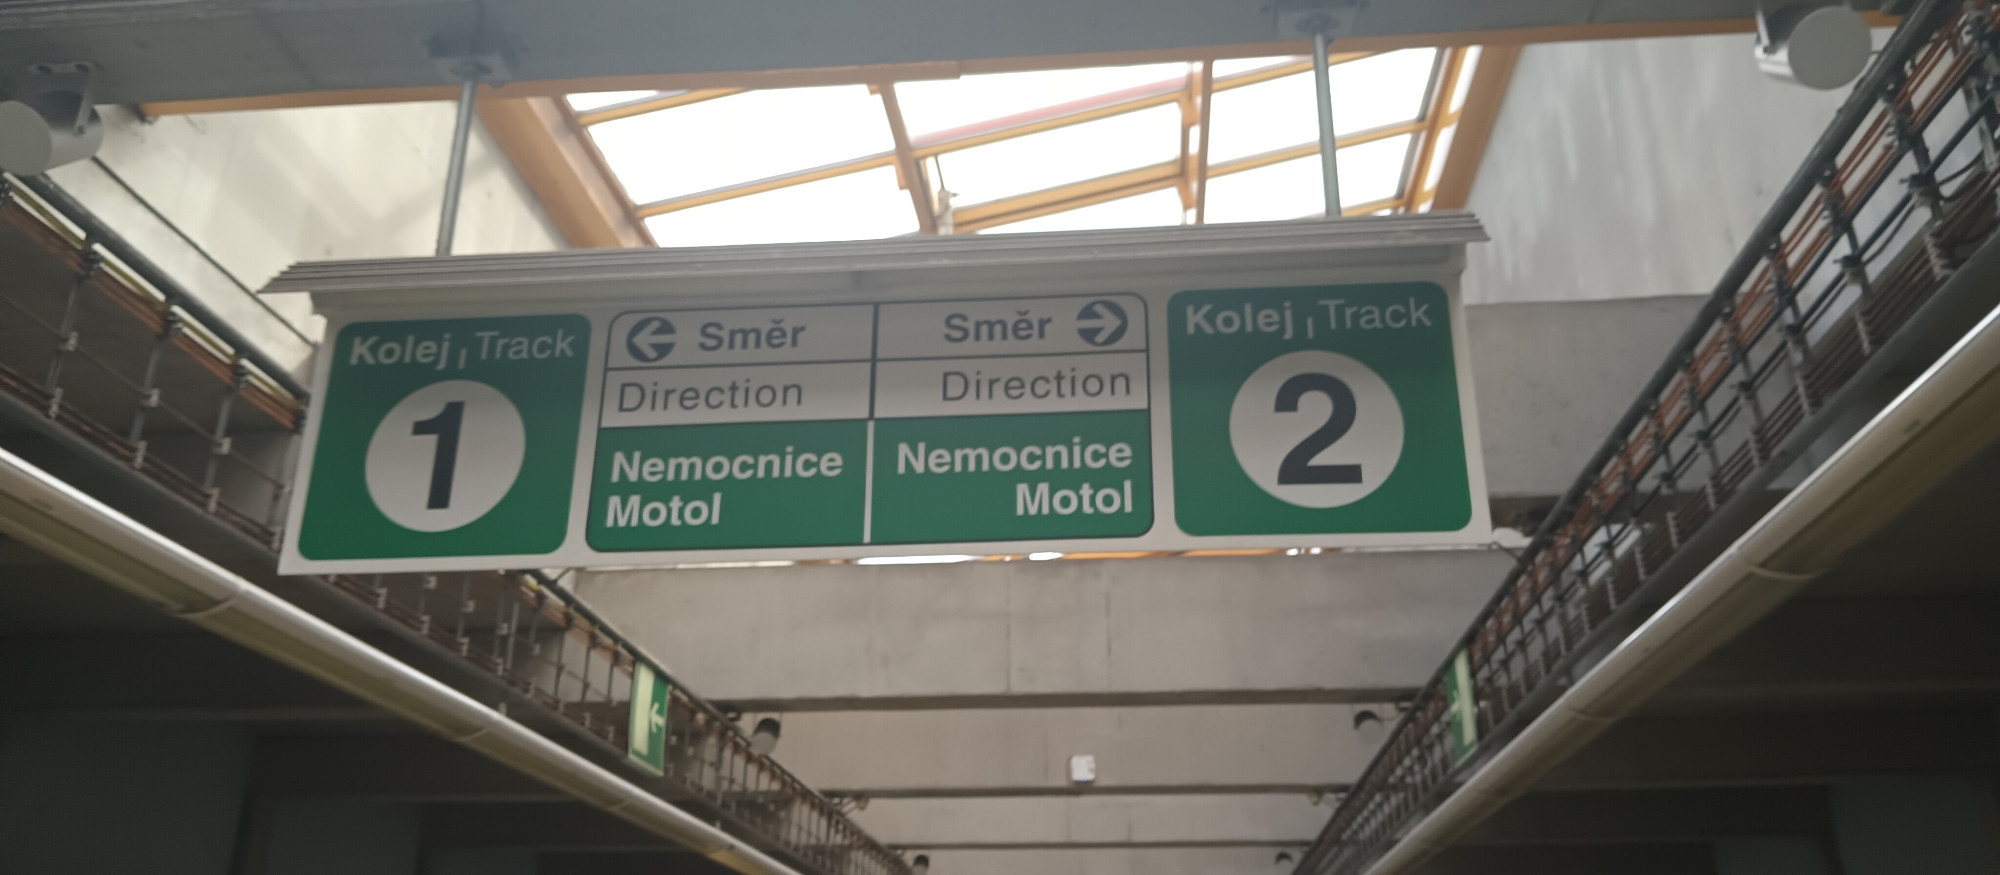 Kolej | Track
1
Směr
Direction
Nemocnice
Motol
Směr
Direction
Nemocnice
Motol
Kolej | Track
2